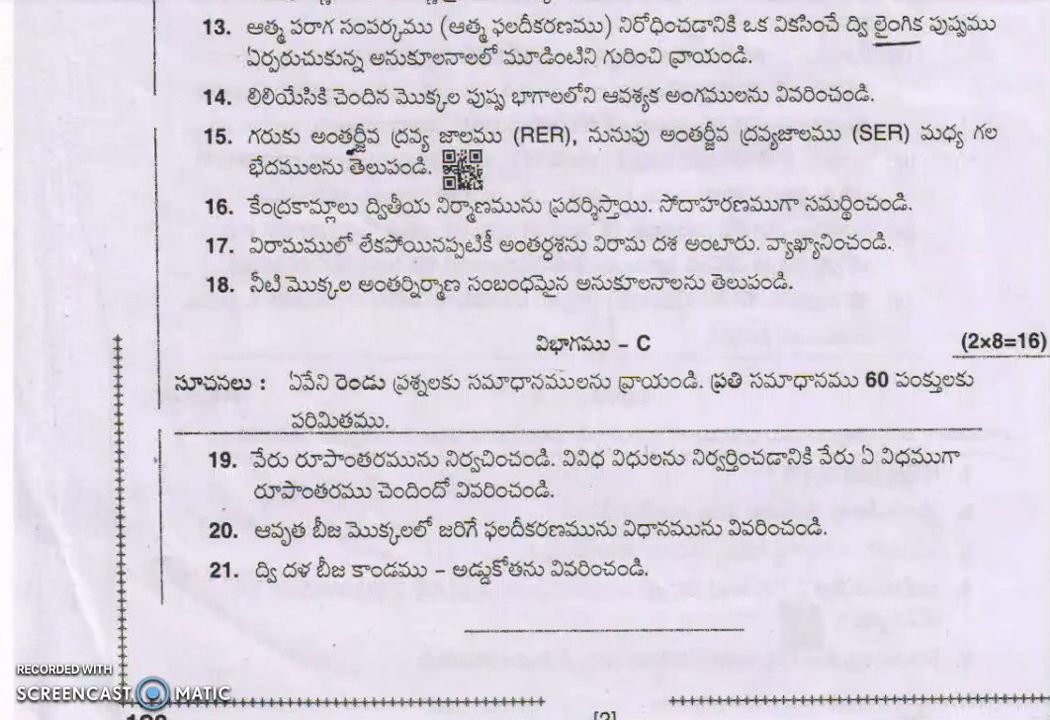 13. ఆత్మ పరాగ సంపర్కము (ఆత్మ ఫలదీకరణము) నిరోధించడానికి ఒక వికసించే ద్వి లైంగిక పుష్పము
ఏర్పరుచుకున్న అనుకూలనాలలో మూడింటిని గురించి వ్రాయండి.
14. లిలియేసికి చెందిన మొక్కల పుష్ప భాగాలలోని ఆవశ్యక అంగములను వివరించండి.
15. గరుకు అంతర్జీవ ద్రవ్య జాలము (RER), నునుపు అంతర్జీవ ద్రవ్యజాలము (SER) మధ్య గల
భేదములను తెలుపండి.
16. కేంద్రకామ్లాలు ద్వితీయ నిర్మాణమును ప్రదర్శిస్తాయి. సోదాహరణముగా సమర్థించండి.
17. విరామములో లేకపోయినప్పటికీ అంతర్దశను విరామ దశ అంటారు. వ్యాఖ్యానించండి.
18. నీటి మొక్కల అంతర్నిర్మాణ సంబంధమైన అనుకూలనాలను తెలుపండి.
విభాగము – C (2x8=16)
సూచనలు : ఏవేని రెండు ప్రశ్నలకు సమాధానములను వ్రాయండి. ప్రతి సమాధానము 60 పంక్తులకు
పరిమితము.
19. వేరు రూపాంతరమును నిర్వచించండి. వివిధ విధులను నిర్వర్తించడానికి వేరు ఏ విధముగా
రూపాంతరము చెందిందో వివరించండి.
20. ఆవృత బీజ మొక్కలలో జరిగే ఫలదీకరణమును విధానమును వివరించండి.
21. ద్వి దళ బీజ కాండము – అడ్డుకోతను వివరించండి.
RECORDED WITH
SCREENCAST MATIC
[2]